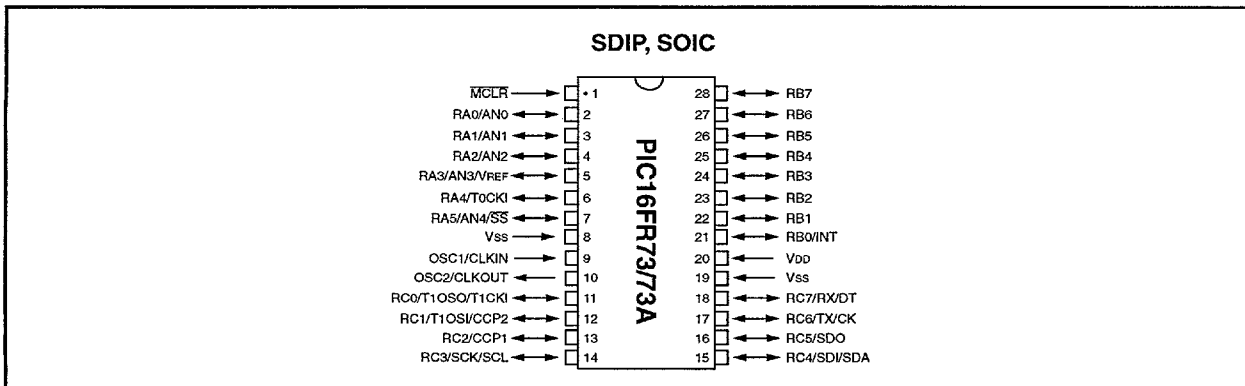 SDIP, SOIC
MCLR • 1 28 RB7
RA0/AN0 2 27 RB6
RA1/AN1 3 26 RB5
RA2/AN2 4 25 RB4
RA3/AN3/VREF 5 24 RB3
RA4/T0CKI 6 23 RB2
RA5/AN4/SS 7 22 RB1
VSS 8 21 RB0/INT
OSC1/CLKIN 9 20 VDD
OSC2/CLKOUT 10 19 VSS
RC0/T1OSO/T1CKI 11 18 RC7/RX/DT
RC1/T1OSI/CCP2 12 17 RC6/TX/CK
RC2/CCP1 13 16 RC5/SDO
RC3/SCK/SCL 14 15 RC4/SDI/SDA
PIC16FR73/73A